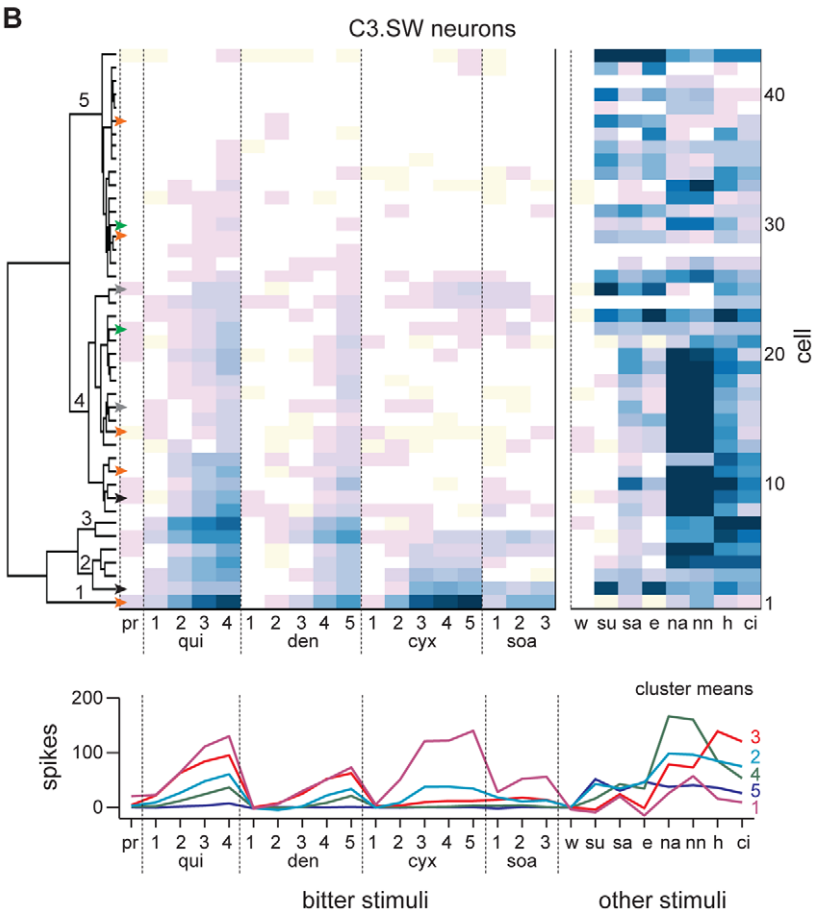 B
C3.SW neurons
5
4
3
2
1
40
30
20
10
1
cell
pr 1 2 3 4 1 2 3 4 5 1 2 3 4 5 1 2 3 w su sa e na nn h ci
qui den cyx soa
cluster means
200
100
0
spikes
3
2
4
5
1
pr 1 2 3 4 1 2 3 4 5 1 2 3 4 5 1 2 3 w su sa e na nn h ci
qui den cyx soa
bitter stimuli other stimuli